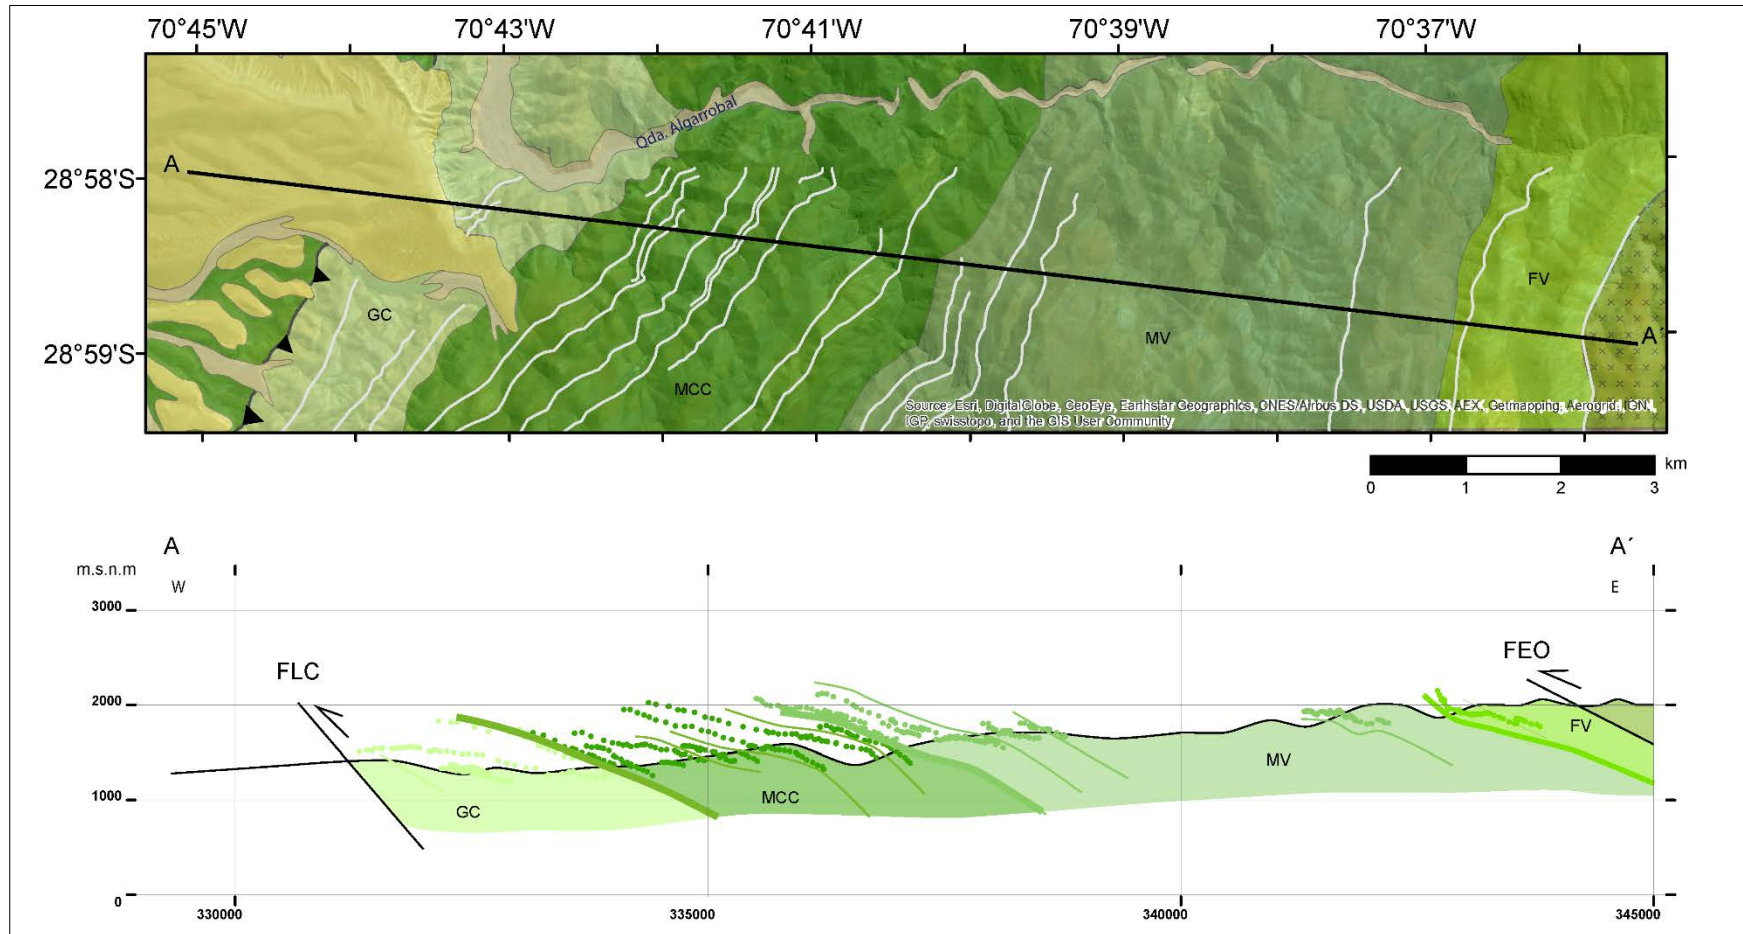 70°45'W 70°43'W 70°41'W 70°39'W 70°37'W
Qda. Algarrobal
A
28°58'S
FV
GC
MV
A´
28°59'S
MCC
Source: Esri, DigitalGlobe, GeoEye, Earthstar Geographics, CNES/Airbus DS, USDA, USGS, AEX, Getmapping, Aerogrid, IGN,
IGP, swisstopo, and the GIS User Community
km
0 1 2 3
A A´
m.s.n.m
W E
3000
FLC FEO
2000
FV
MV
1000
MCC
GC
0
330000 335000 340000 345000